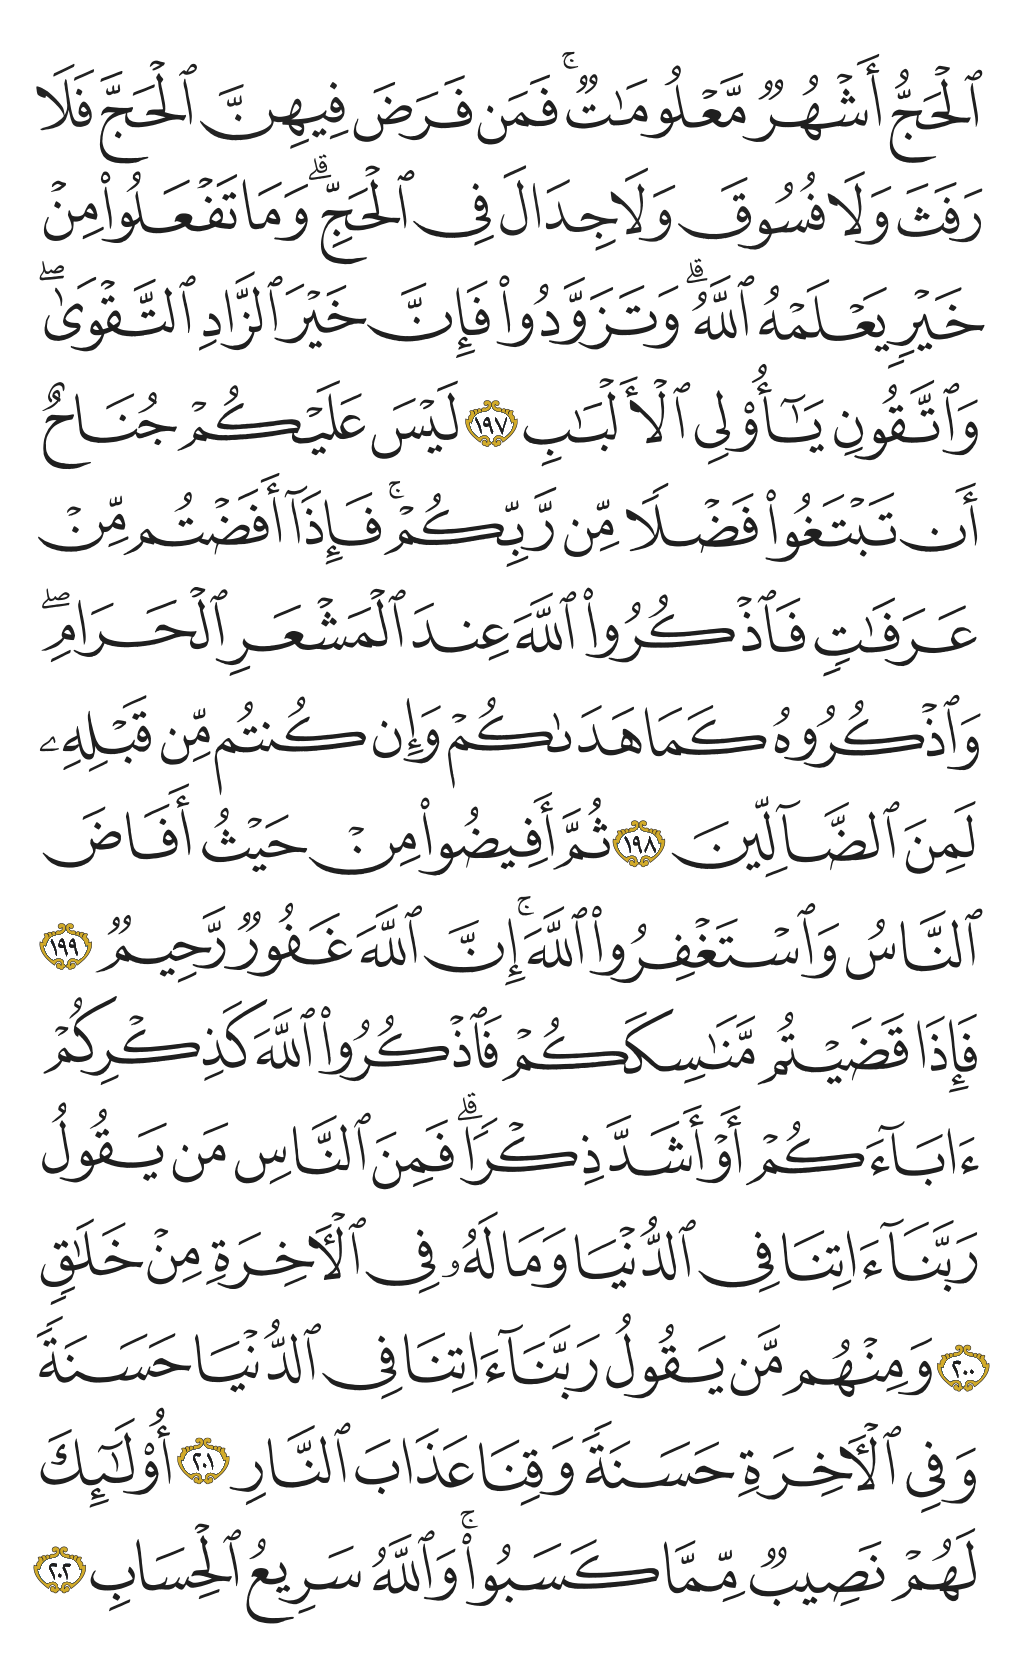 ٱلْحَجُّ أَشْهُرٌ مَّعْلُومَـٰتٌ ۚ فَمَن فَرَضَ فِيهِنَّ ٱلْحَجَّ فَلَا
رَفَثَ وَلَا فُسُوقَ وَلَا جِدَالَ فِى ٱلْحَجِّ ۗ وَمَا تَفْعَلُوا۟ مِنْ
خَيْرٍ يَعْلَمْهُ ٱللَّهُ ۗ وَتَزَوَّدُوا۟ فَإِنَّ خَيْرَ ٱلزَّادِ ٱلتَّقْوَىٰ ۖ
وَٱتَّقُونِ يَـٰٓأُو۟لِى ٱلْأَلْبَـٰبِ ١٩٧ لَيْسَ عَلَيْكُمْ جُنَاحٌ
أَن تَبْتَغُوا۟ فَضْلًا مِّن رَّبِّكُمْ ۚ فَإِذَآ أَفَضْتُم مِّنْ
عَرَفَـٰتٍ فَٱذْكُرُوا۟ ٱللَّهَ عِندَ ٱلْمَشْعَرِ ٱلْحَرَامِ ۖ
وَٱذْكُرُوهُ كَمَا هَدَىٰكُمْ وَإِن كُنتُم مِّن قَبْلِهِۦ
لَمِنَ ٱلضَّآلِّينَ ١٩٨ ثُمَّ أَفِيضُوا۟ مِنْ حَيْثُ أَفَاضَ
ٱلنَّاسُ وَٱسْتَغْفِرُوا۟ ٱللَّهَ ۚ إِنَّ ٱللَّهَ غَفُورٌ رَّحِيمٌ ١٩٩
فَإِذَا قَضَيْتُم مَّنَـٰسِكَكُمْ فَٱذْكُرُوا۟ ٱللَّهَ كَذِكْرِكُمْ
ءَابَآءَكُمْ أَوْ أَشَدَّ ذِكْرًا ۗ فَمِنَ ٱلنَّاسِ مَن يَقُولُ
رَبَّنَآ ءَاتِنَا فِى ٱلدُّنْيَا وَمَا لَهُۥ فِى ٱلْـَٔاخِرَةِ مِنْ خَلَـٰقٍ
٢٠٠ وَمِنْهُم مَّن يَقُولُ رَبَّنَآ ءَاتِنَا فِى ٱلدُّنْيَا حَسَنَةً
وَفِى ٱلْـَٔاخِرَةِ حَسَنَةً وَقِنَا عَذَابَ ٱلنَّارِ ٢٠١ أُو۟لَـٰٓئِكَ
لَهُمْ نَصِيبٌ مِّمَّا كَسَبُوا۟ ۚ وَٱللَّهُ سَرِيعُ ٱلْحِسَابِ ٢٠٢